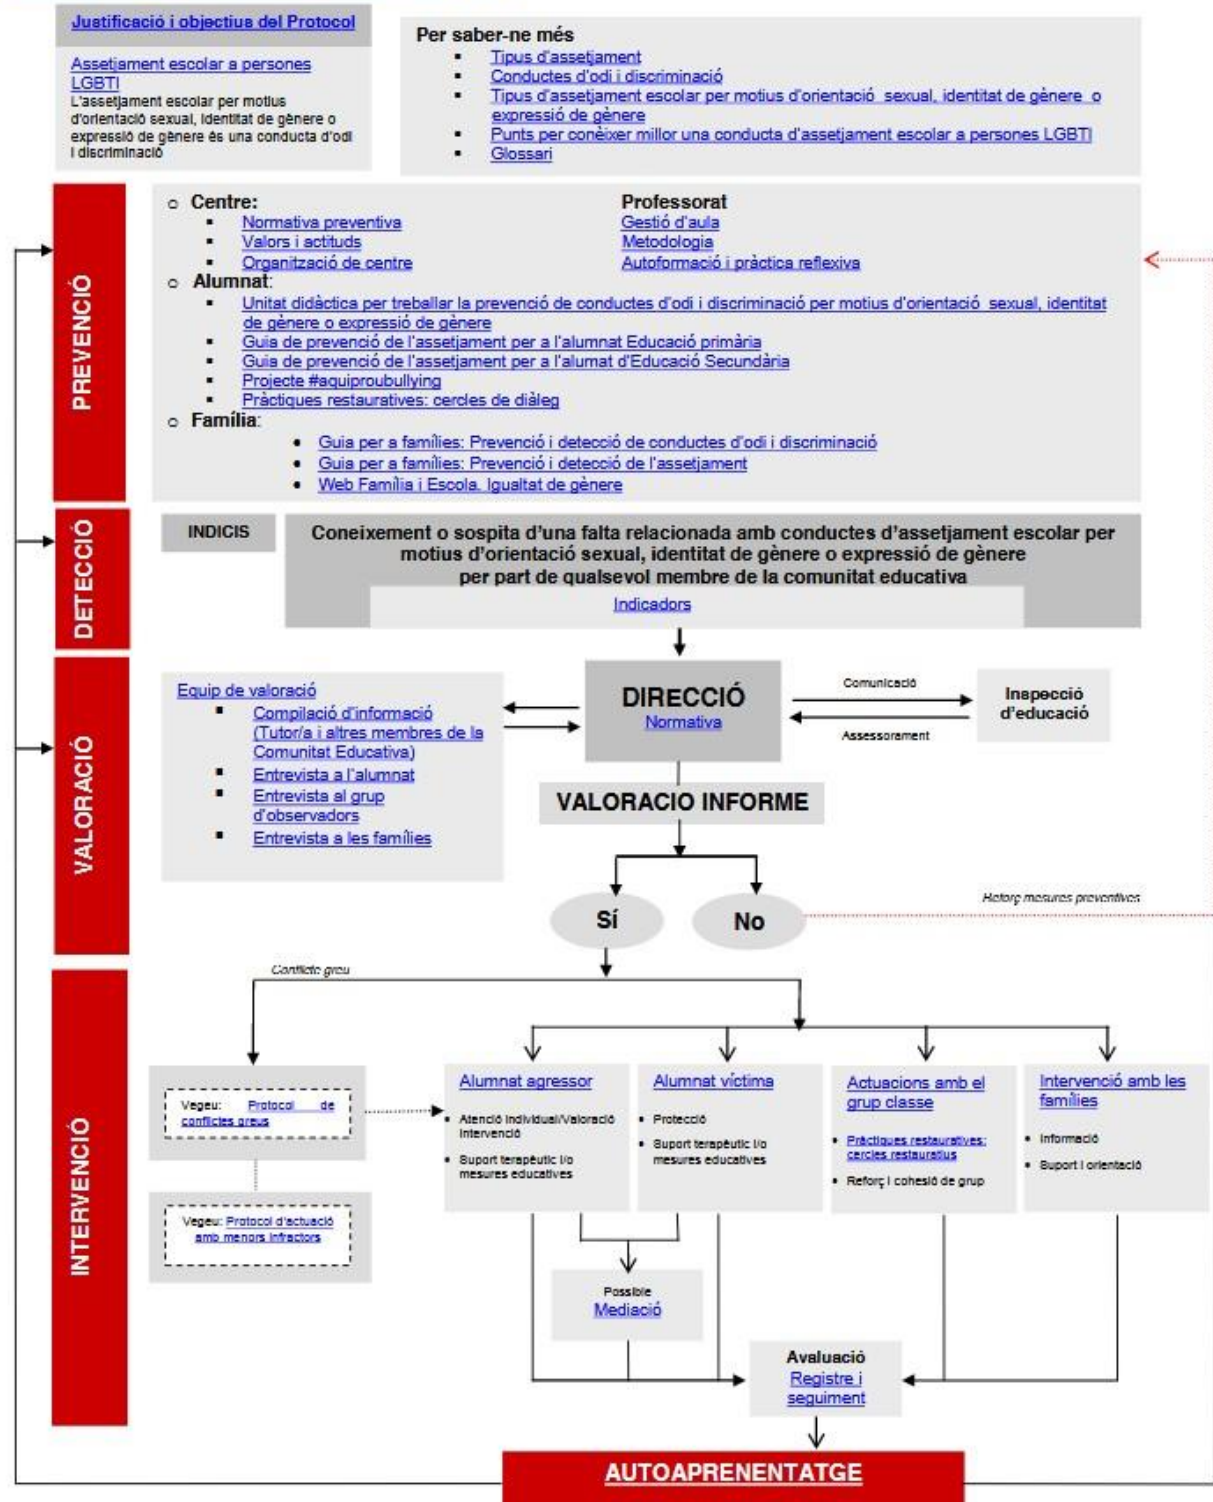 Justificació i objectius del Protocol
Assetjament escolar a persones
LGBTI
L'assetjament escolar per motius
d'orientació sexual, identitat de gènere o
expressió de gènere és una conducta d'odi
i discriminació
Per saber-ne més
Tipus d'assetjament
Conductes d'odi i discriminació
Tipus d'assetjament escolar per motius d'orientació sexual, identitat de gènere o
expressió de gènere
Punts per conèixer millor una conducta d'assetjament escolar a persones LGBTI
Glossari
PREVENCIÓ
Centre:
Normativa preventiva
Valors i actituds
Organització de centre
Professorat
Gestió d'aula
Metodologia
Autoformació i pràctica reflexiva
Alumnat:
Unitat didàctica per treballar la prevenció de conductes d'odi i discriminació per motius d'orientació sexual, identitat
de gènere o expressió de gènere
Guia de prevenció de l'assetjament per a l'alumnat Educació primària
Guia de prevenció de l'assetjament per a l'alumat d'Educació Secundària
Projecte #aquiproubullying
Pràctiques restauratives: cercles de diàleg
Família:
Guia per a famílies: Prevenció i detecció de conductes d'odi i discriminació
Guia per a famílies: Prevenció i detecció de l'assetjament
Web Família i Escola. Igualtat de gènere
DETECCIÓ
INDICIS
Coneixement o sospita d'una falta relacionada amb conductes d'assetjament escolar per
motius d'orientació sexual, identitat de gènere o expressió de gènere
per part de qualsevol membre de la comunitat educativa
Indicadors
VALORACIÓ
Equip de valoració
Compilació d'informació
(Tutor/a i altres membres de la
Comunitat Educativa)
Entrevista a l'alumnat
Entrevista al grup
d'observadors
Entrevista a les famílies
DIRECCIÓ
Normativa
Comunicació
Assessorament
Inspecció
d'educació
VALORACIO INFORME
Sí
No
Reforç mesures preventives
INTERVENCIÓ
Conflicte greu
Vegeu: Protocol de
conflictes greus
Vegeu: Protocol d'actuació
amb menors infractors
Alumnat agressor
Atenció individual/Valoració
intervenció
Suport terapèutic i/o
mesures educatives
Alumnat víctima
Protecció
Suport terapèutic i/o
mesures educatives
Actuacions amb el
grup classe
Pràctiques restauratives:
cercles restauratius
Reforç i cohesió de grup
Intervenció amb les
famílies
Informació
Suport i orientació
Possible
Mediació
Avaluació
Registre i
seguiment
AUTOAPRENENTATGE